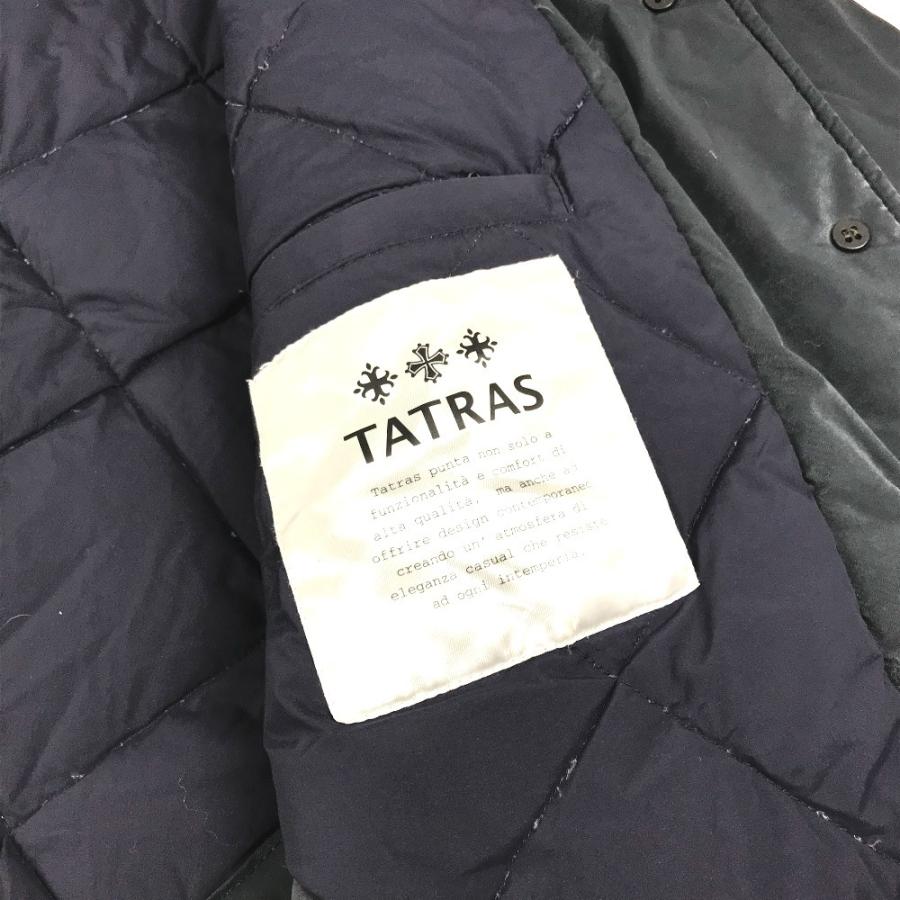 TATRAS
Tatras punta non solo a
funzionalità e comfort di
alta qualità, ma anche ad
offrire design contemporaneo
creando un' atmosfera di
eleganza casual che resiste
ad ogni intemperia.